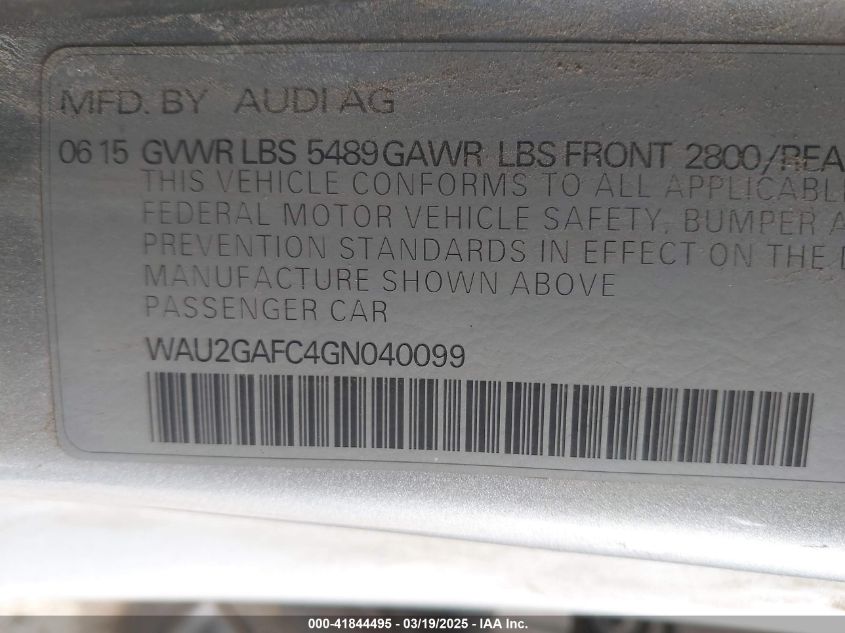 MFD. BY AUDI AG
06 15 GVWR LBS 5489 GAWR LBS FRONT 2800/REA
THIS VEHICLE CONFORMS TO ALL APPLICABLE
FEDERAL MOTOR VEHICLE SAFETY, BUMPER A
PREVENTION STANDARDS IN EFFECT ON THE D
MANUFACTURE SHOWN ABOVE
PASSENGER CAR
WAU2GAFC4GN040099
000-41844495 - 03/19/2025 - IAA Inc.